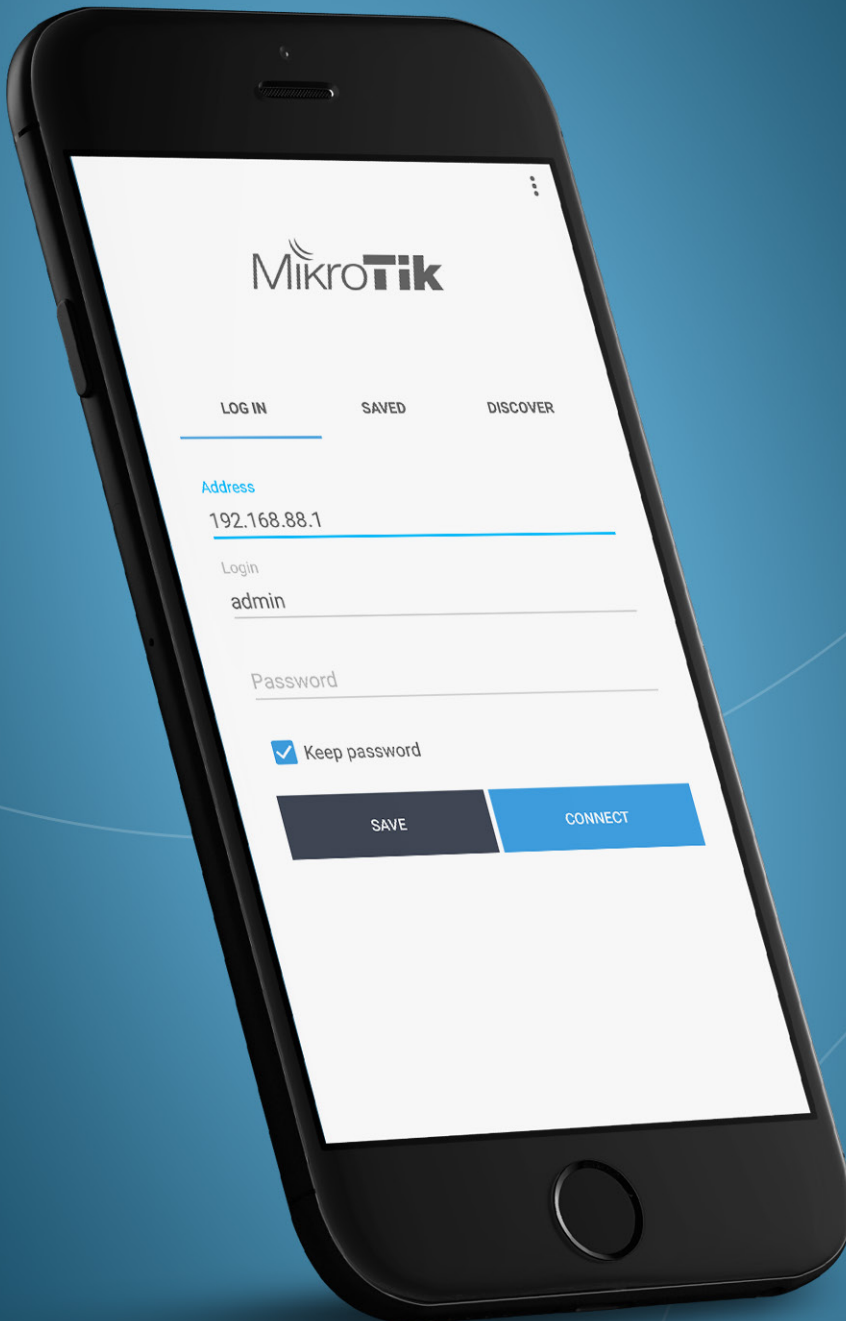 MikroTik
LOG IN SAVED DISCOVER
Address
192.168.88.1
Login
admin
Password
Keep password
SAVE CONNECT